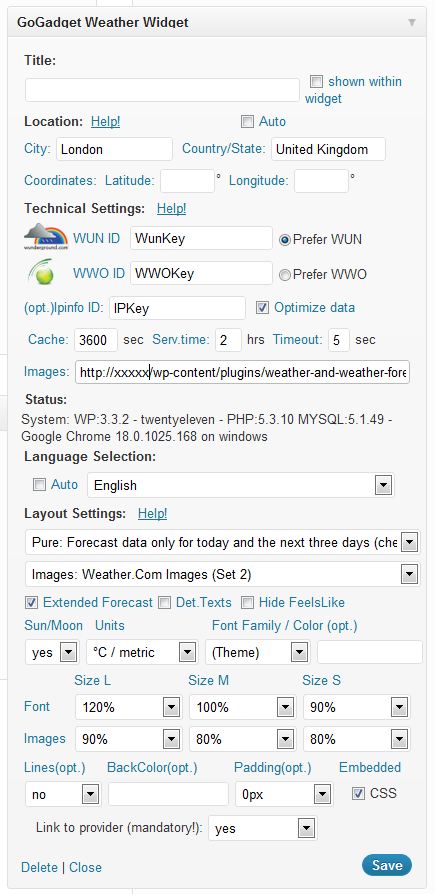 GoGadget Weather Widget
Title:
shown within widget
Location: Help! Auto
City: London Country/State: United Kingdom
Coordinates: Latitude: ° Longitude: °
Technical Settings: Help!
wunderground.com WUN ID WunKey Prefer WUN
WWO ID WWOKey Prefer WWO
(opt.)Ipinfo ID: IPKey Optimize data
Cache: 3600 sec Serv.time: 2 hrs Timeout: 5 sec
Images: http://xxxxx/wp-content/plugins/weather-and-weather-fore
Status:
System: WP:3.3.2 - twentyeleven - PHP:5.3.10 MYSQL:5.1.49 -
Google Chrome 18.0.1025.168 on windows
Language Selection:
Auto English
Layout Settings: Help!
Pure: Forecast data only for today and the next three days (che
Images: Weather.Com Images (Set 2)
Extended Forecast Det.Texts Hide FeelsLike
Sun/Moon Units Font Family / Color (opt.)
yes °C / metric (Theme)
Size L Size M Size S
Font 120% 100% 90%
Images 90% 80% 80%
Lines(opt.) BackColor(opt.) Padding(opt.) Embedded
no 0px CSS
Link to provider (mandatory!): yes
Delete | Close Save